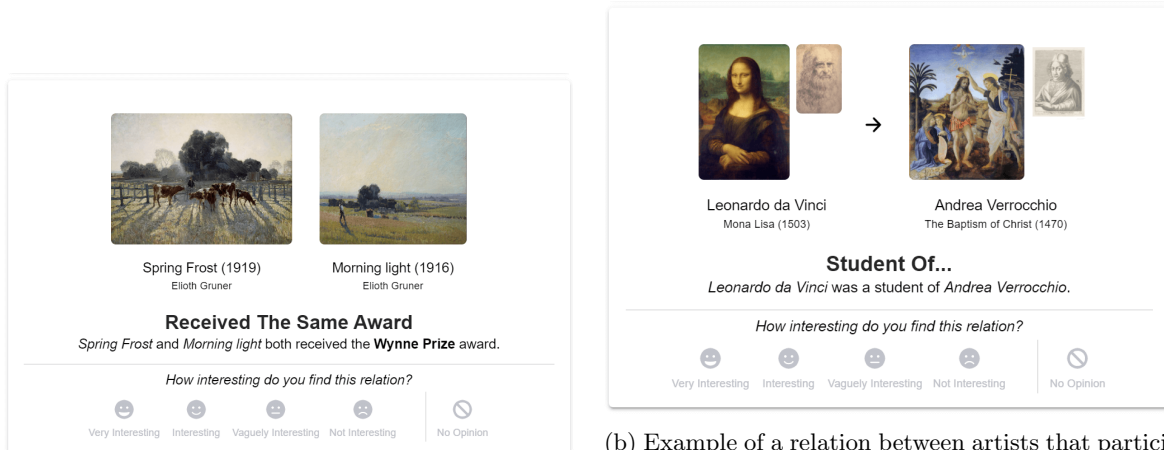 Spring Frost (1919)
Elioth Gruner
Morning light (1916)
Elioth Gruner
Received The Same Award
Spring Frost and Morning light both received the Wynne Prize award.
How interesting do you find this relation?
Very Interesting
Interesting
Vaguely Interesting
Not Interesting
No Opinion
Leonardo da Vinci
Mona Lisa (1503)
Andrea Verrocchio
The Baptism of Christ (1470)
Student Of...
Leonardo da Vinci was a student of Andrea Verrocchio.
How interesting do you find this relation?
Very Interesting
Interesting
Vaguely Interesting
Not Interesting
No Opinion
(b) Example of a relation between artists that